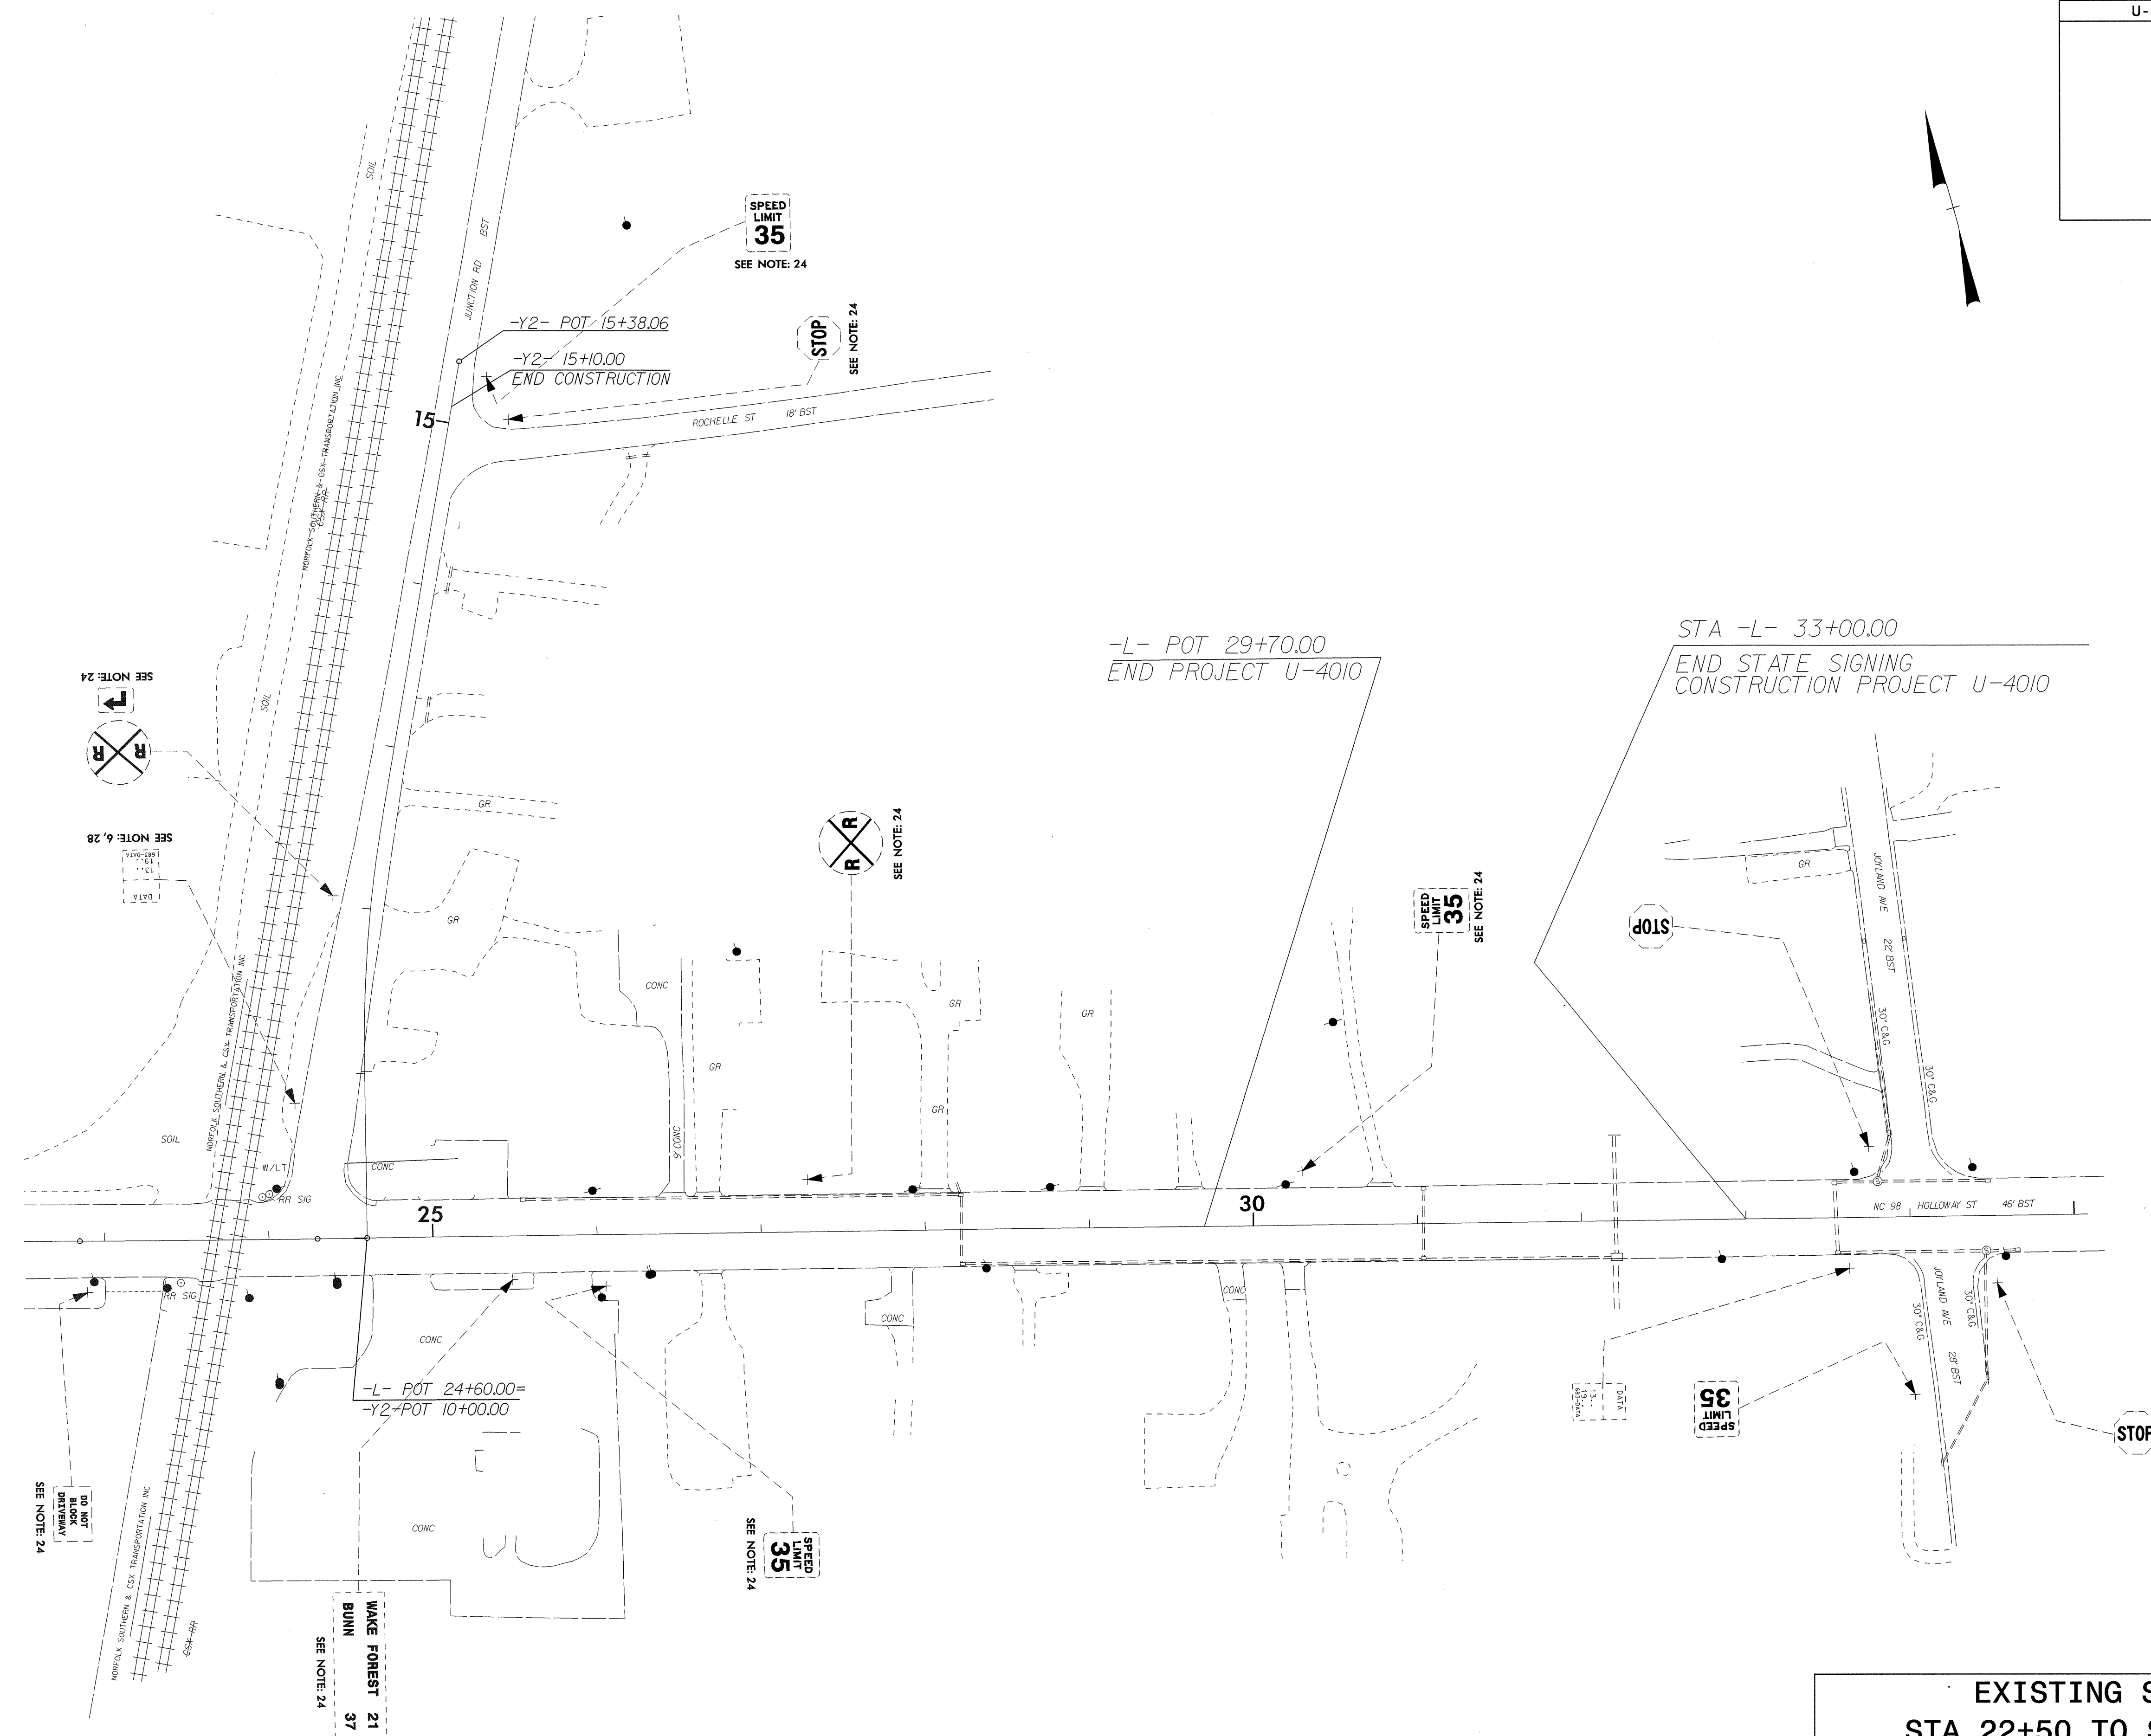 U-
SOIL
JUNCTION RD BST
SPEED
LIMIT
35
SEE NOTE: 24
-Y2- POT 15+38.06
-Y2- 15+10.00
END CONSTRUCTION
STOP
SEE NOTE: 24
15
ROCHELLE ST 18' BST
NORFOLK SOUTHERN & CSX TRANSPORTATION INC
CSX RR
-L- POT 29+70.00
END PROJECT U-4010
STA -L- 33+00.00
END STATE SIGNING
CONSTRUCTION PROJECT U-4010
SEE NOTE: 24
R R
SOIL
SEE NOTE: 6, 28
683-DATA
19..
13..
DATA
GR
R R
SEE NOTE: 24
GR
SPEED
LIMIT
35
SEE NOTE: 24
STOP
GR
JOYLAND AVE 22' BST
30" C&G
30" C&G
CONC
GR
GR
GR
GR
9' CONC
NORFOLK SOUTHERN & CSX TRANSPORTATION INC
SOIL
W/LT
RR SIG
CONC
25
30
NC 98 HOLLOWAY ST 46' BST
RR SIG
CONC
CONC
CONC
JOYLAND AVE 28' BST
30" C&G
30" C&G
-L- POT 24+60.00=
-Y2-POT 10+00.00
DATA
13..
19..
683-DATA
SPEED
LIMIT
35
STOP
DO NOT
BLOCK
DRIVEWAY
SEE NOTE: 24
CONC
SPEED
LIMIT
35
SEE NOTE: 24
NORFOLK SOUTHERN & CSX TRANSPORTATION INC
CSX RR
WAKE FOREST 21
BUNN 37
SEE NOTE: 24
EXISTING S
STA 22+50 TO S